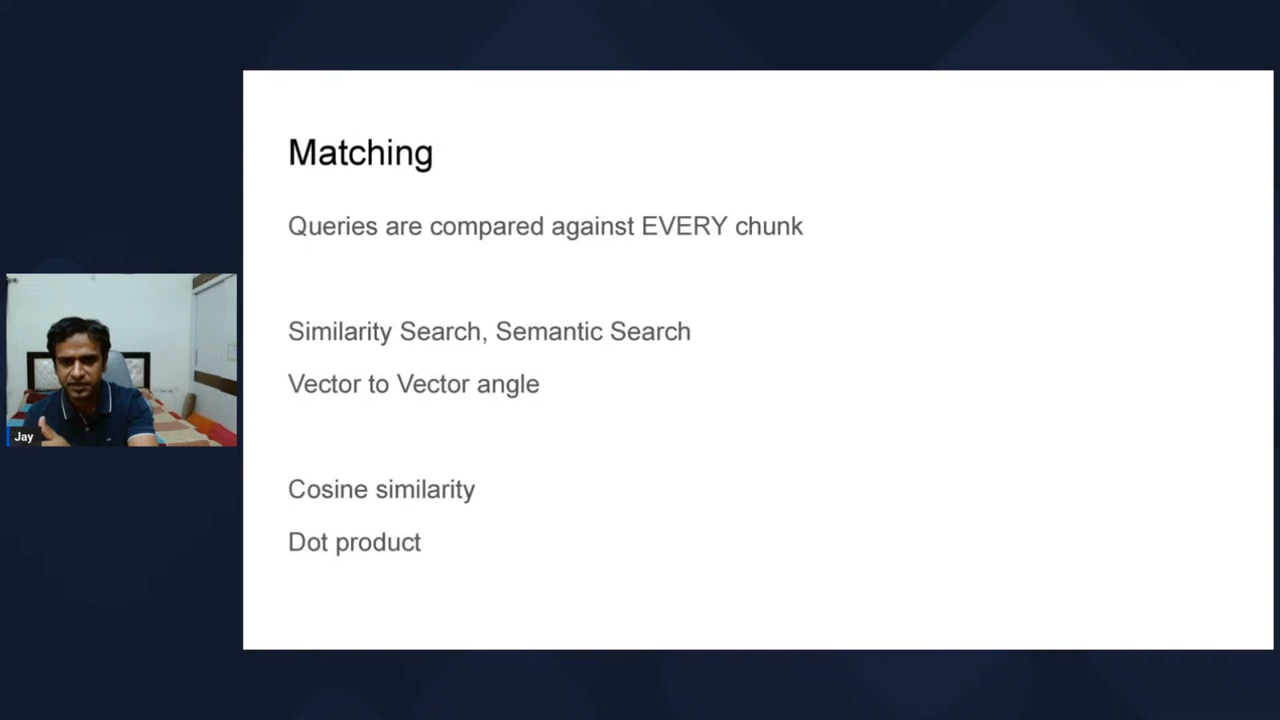 Matching
Queries are compared against EVERY chunk
Similarity Search, Semantic Search
Vector to Vector angle
Cosine similarity
Dot product
Jay